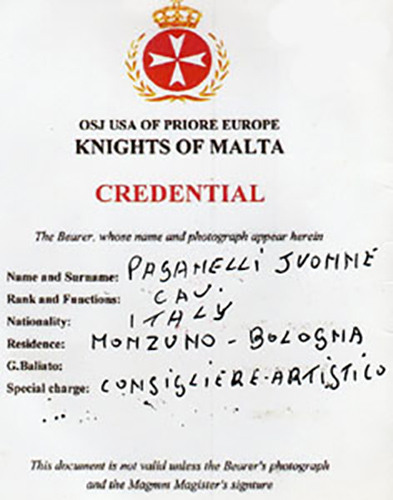 OSJ USA OF PRIORE EUROPE
KNIGHTS OF MALTA
CREDENTIAL
The Bearer, whose name and photograph appear herein
Name and Surname: PAGANELLI IVONNE
Rank and Functions: CAV.
Nationality: ITALY
Residence: MONZUNO - BOLOGNA
G.Baliato:
Special charge: CONSIGLIERE-ARTISTICO
This document is not valid unless the Bearer's photograph
and the Magmm Magister's signture